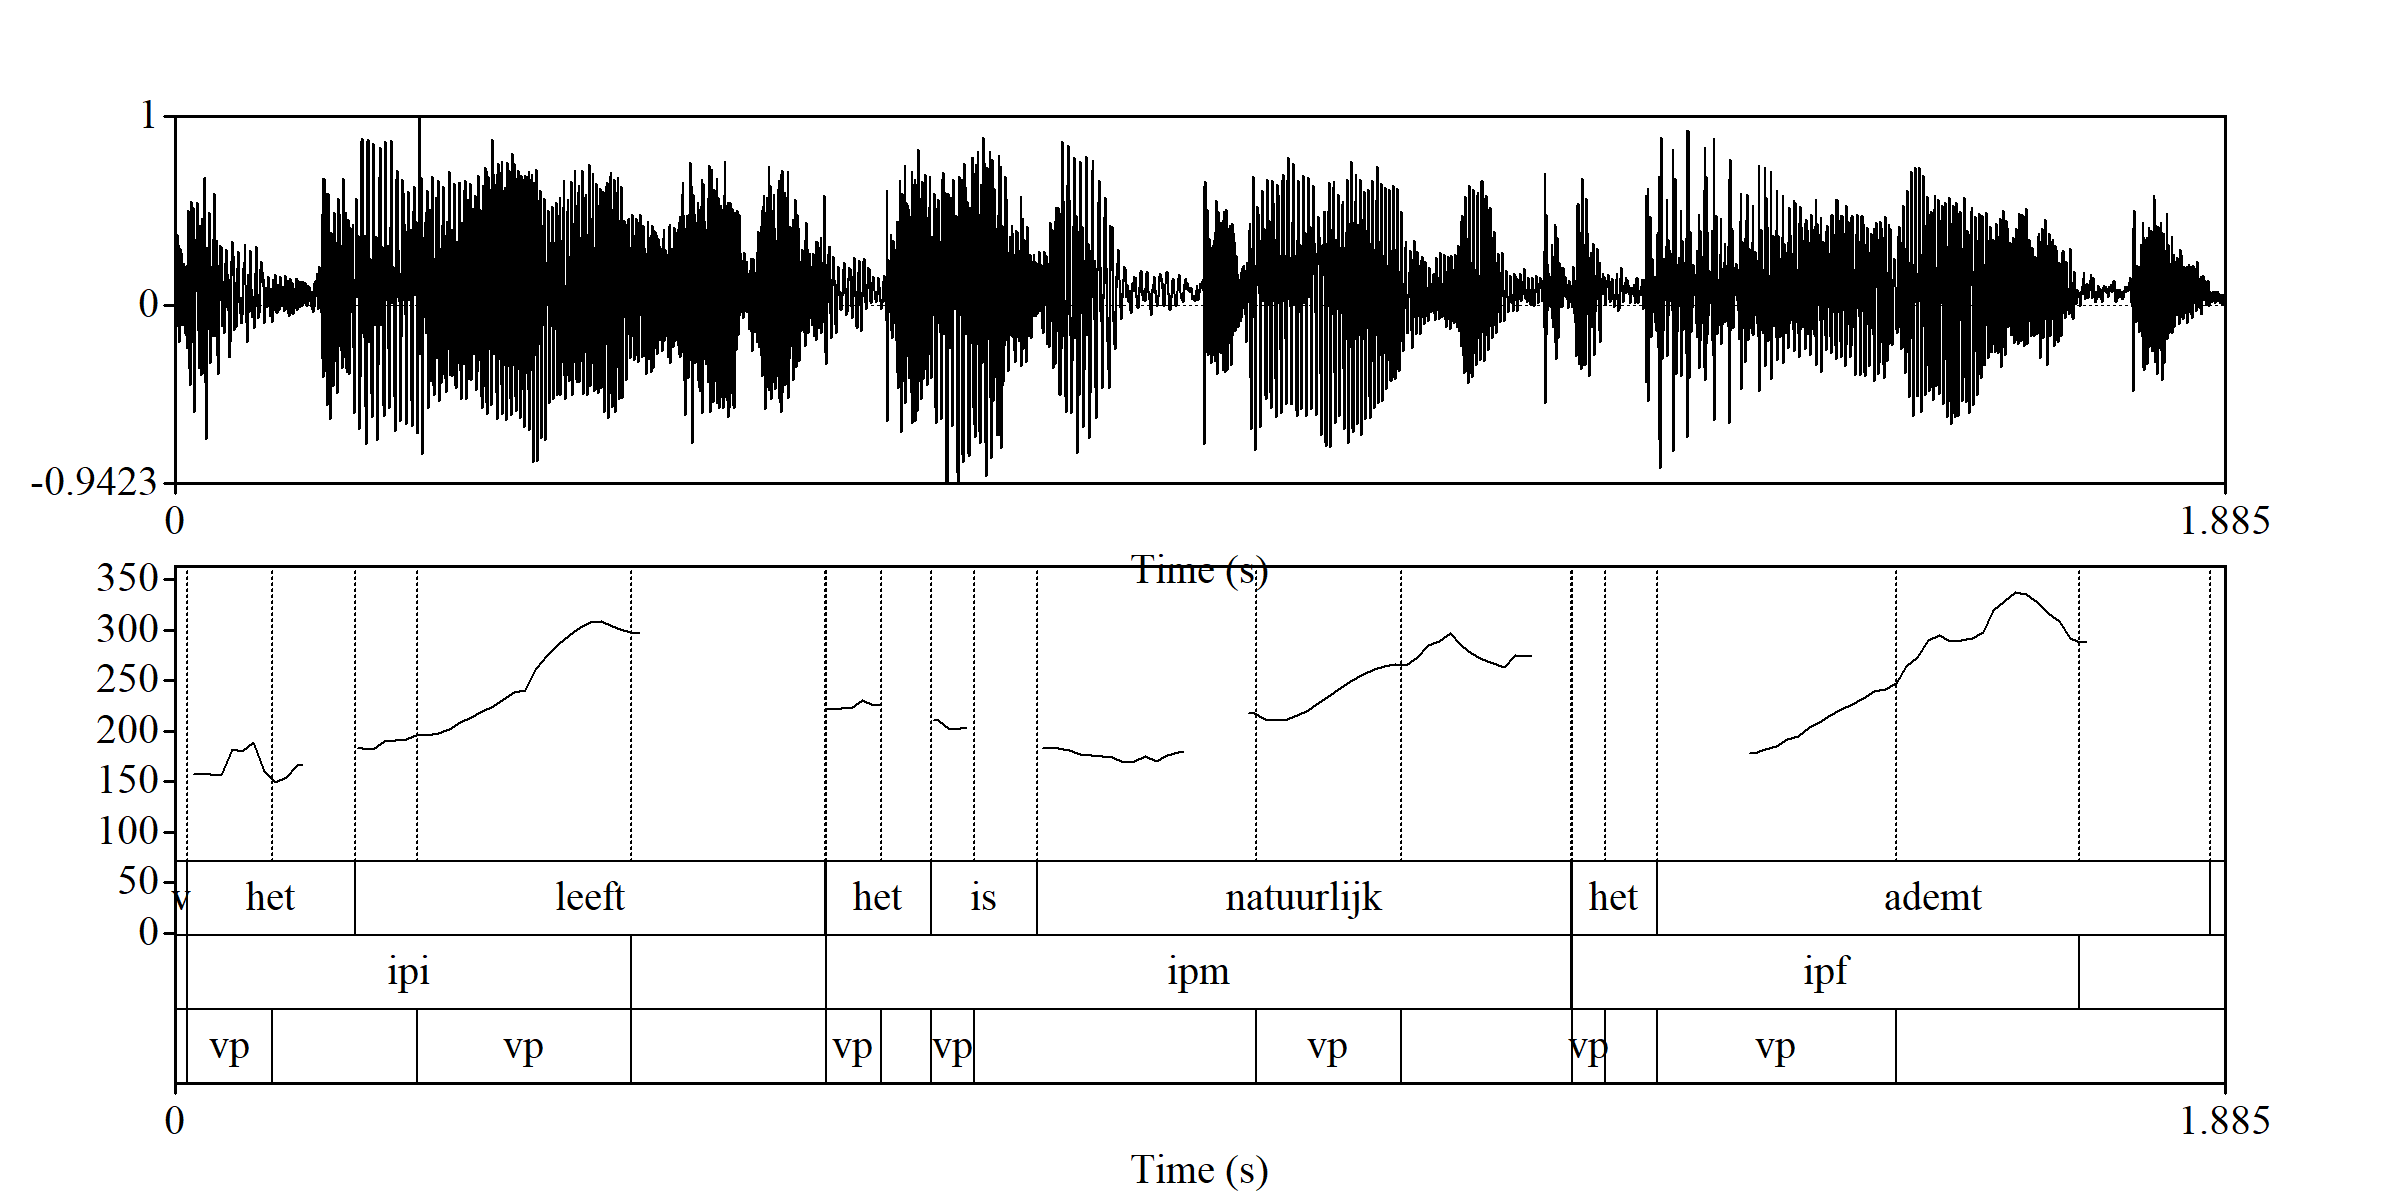 1
0
-0.9423
0 1.885
Time (s)
350
300
250
200
150
100
50
0
v het leeft het is natuurlijk het ademt
ipi ipm ipf
vp vp vp vp vp vp vp
0 1.885
Time (s)